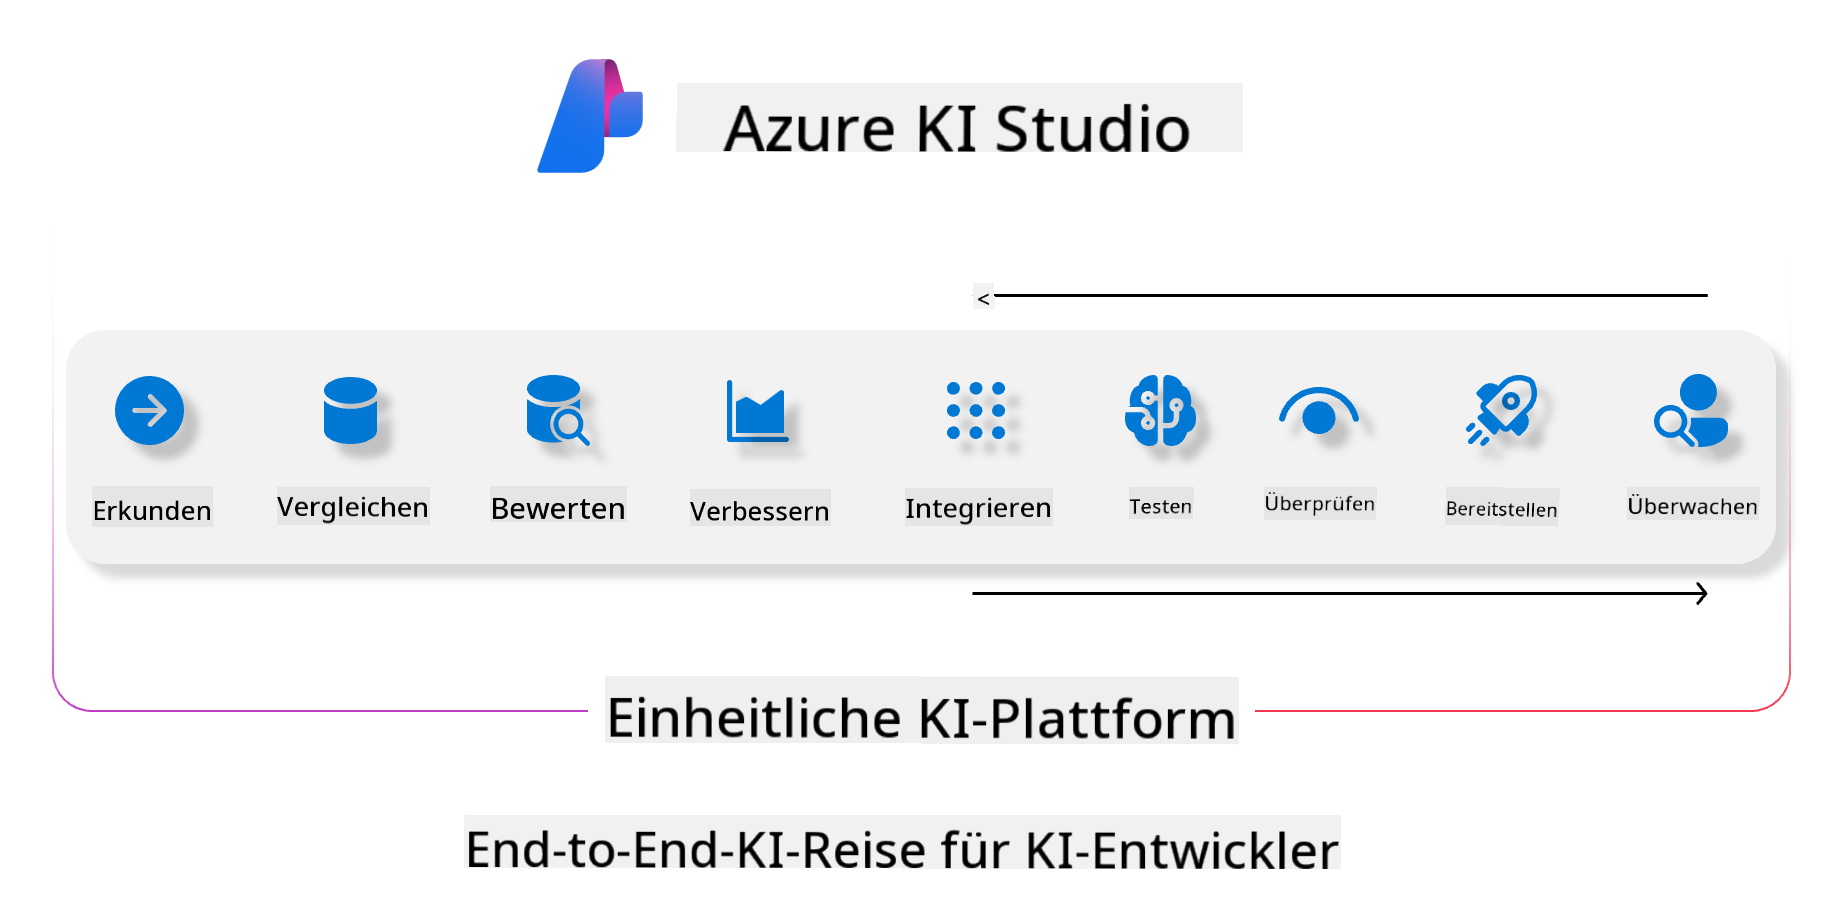 Azure KI Studio
<
Erkunden
Vergleichen
Bewerten
Verbessern
Integrieren
Testen
Überprüfen
Bereitstellen
Überwachen
Einheitliche KI-Plattform
End-to-End-KI-Reise für KI-Entwickler